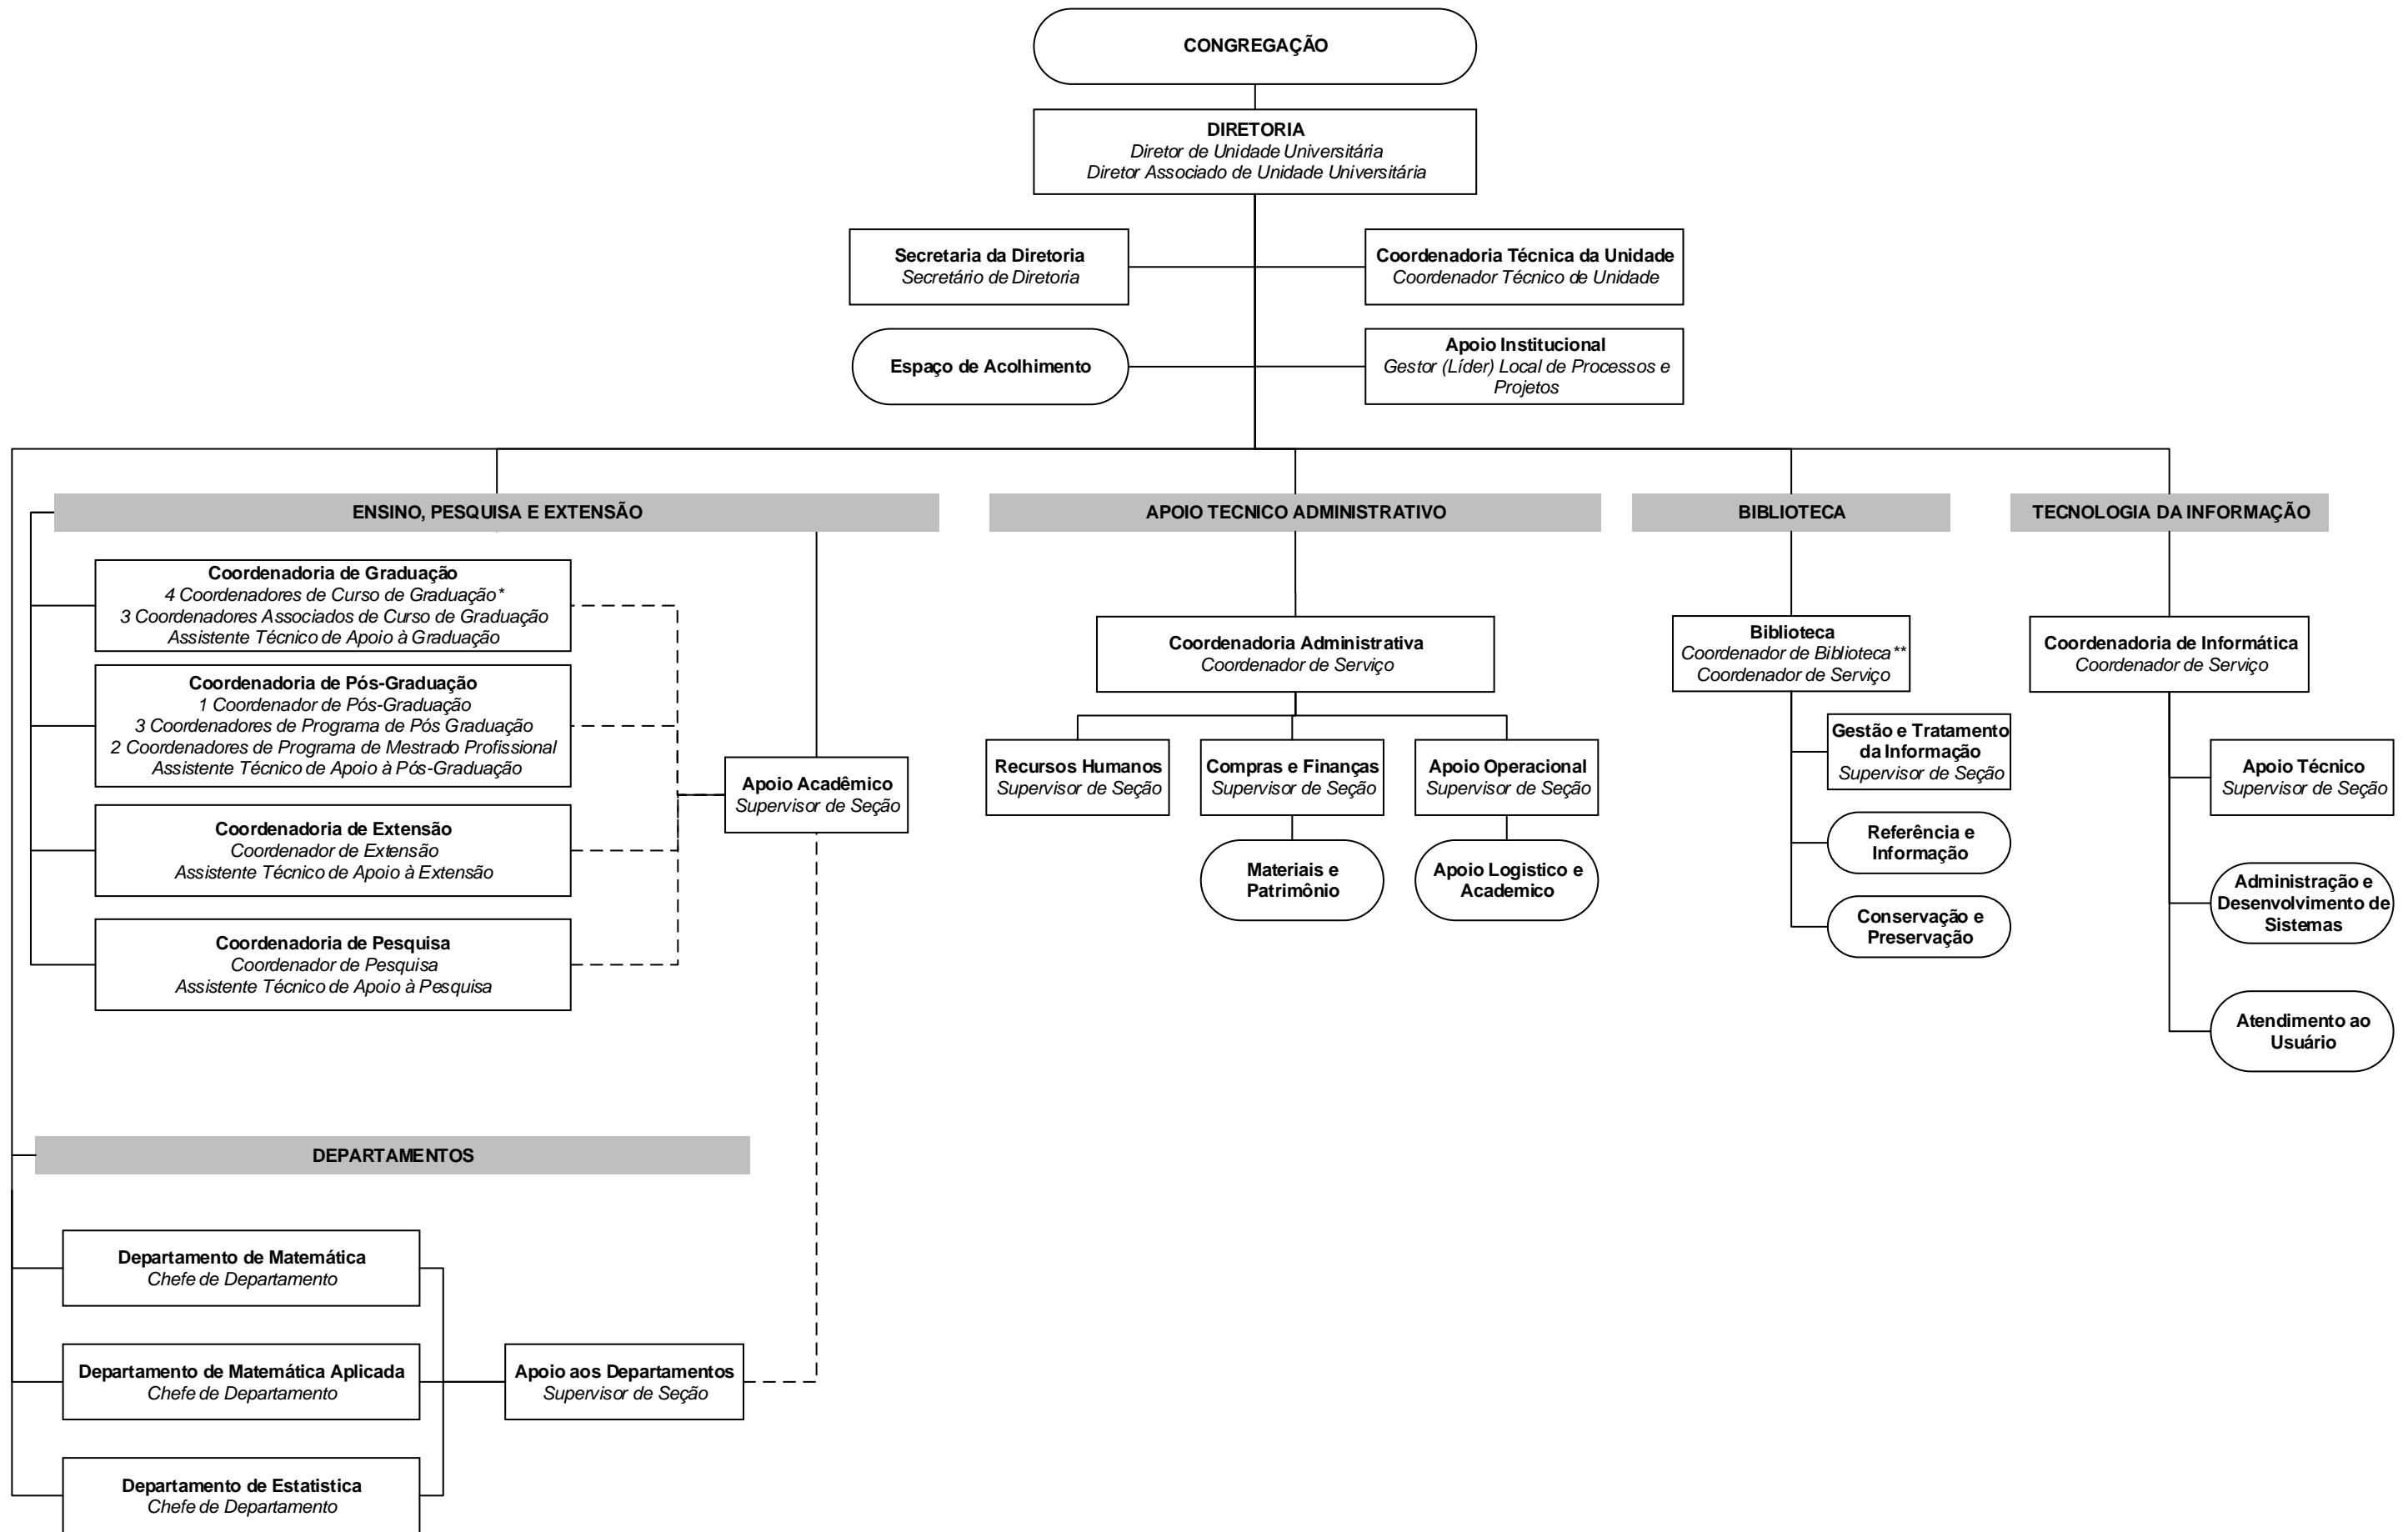 CONGREGAÇÃO
DIRETORIA
Diretor de Unidade Universitária
Diretor Associado de Unidade Universitária
Secretaria da Diretoria
Secretário de Diretoria
Coordenadoria Técnica da Unidade
Coordenador Técnico de Unidade
Espaço de Acolhimento
Apoio Institucional
Gestor (Líder) Local de Processos e
Projetos
ENSINO, PESQUISA E EXTENSÃO
Coordenadoria de Graduação
4 Coordenadores de Curso de Graduação*
3 Coordenadores Associados de Curso de Graduação
Assistente Técnico de Apoio à Graduação
Coordenadoria de Pós-Graduação
1 Coordenador de Pós-Graduação
3 Coordenadores de Programa de Pós Graduação
2 Coordenadores de Programa de Mestrado Profissional
Assistente Técnico de Apoio à Pós-Graduação
Coordenadoria de Extensão
Coordenador de Extensão
Assistente Técnico de Apoio à Extensão
Coordenadoria de Pesquisa
Coordenador de Pesquisa
Assistente Técnico de Apoio à Pesquisa
Apoio Acadêmico
Supervisor de Seção
APOIO TECNICO ADMINISTRATIVO
Coordenadoria Administrativa
Coordenador de Serviço
Recursos Humanos
Supervisor de Seção
Compras e Finanças
Supervisor de Seção
Apoio Operacional
Supervisor de Seção
Materiais e
Patrimônio
Apoio Logistico e
Academico
BIBLIOTECA
Biblioteca
Coordenador de Biblioteca**
Coordenador de Serviço
Gestão e Tratamento
da Informação
Supervisor de Seção
Referência e
Informação
Conservação e
Preservação
TECNOLOGIA DA INFORMAÇÃO
Coordenadoria de Informática
Coordenador de Serviço
Apoio Técnico
Supervisor de Seção
Administração e
Desenvolvimento de
Sistemas
Atendimento ao
Usuário
DEPARTAMENTOS
Departamento de Matemática
Chefe de Departamento
Departamento de Matemática Aplicada
Chefe de Departamento
Departamento de Estatistica
Chefe de Departamento
Apoio aos Departamentos
Supervisor de Seção